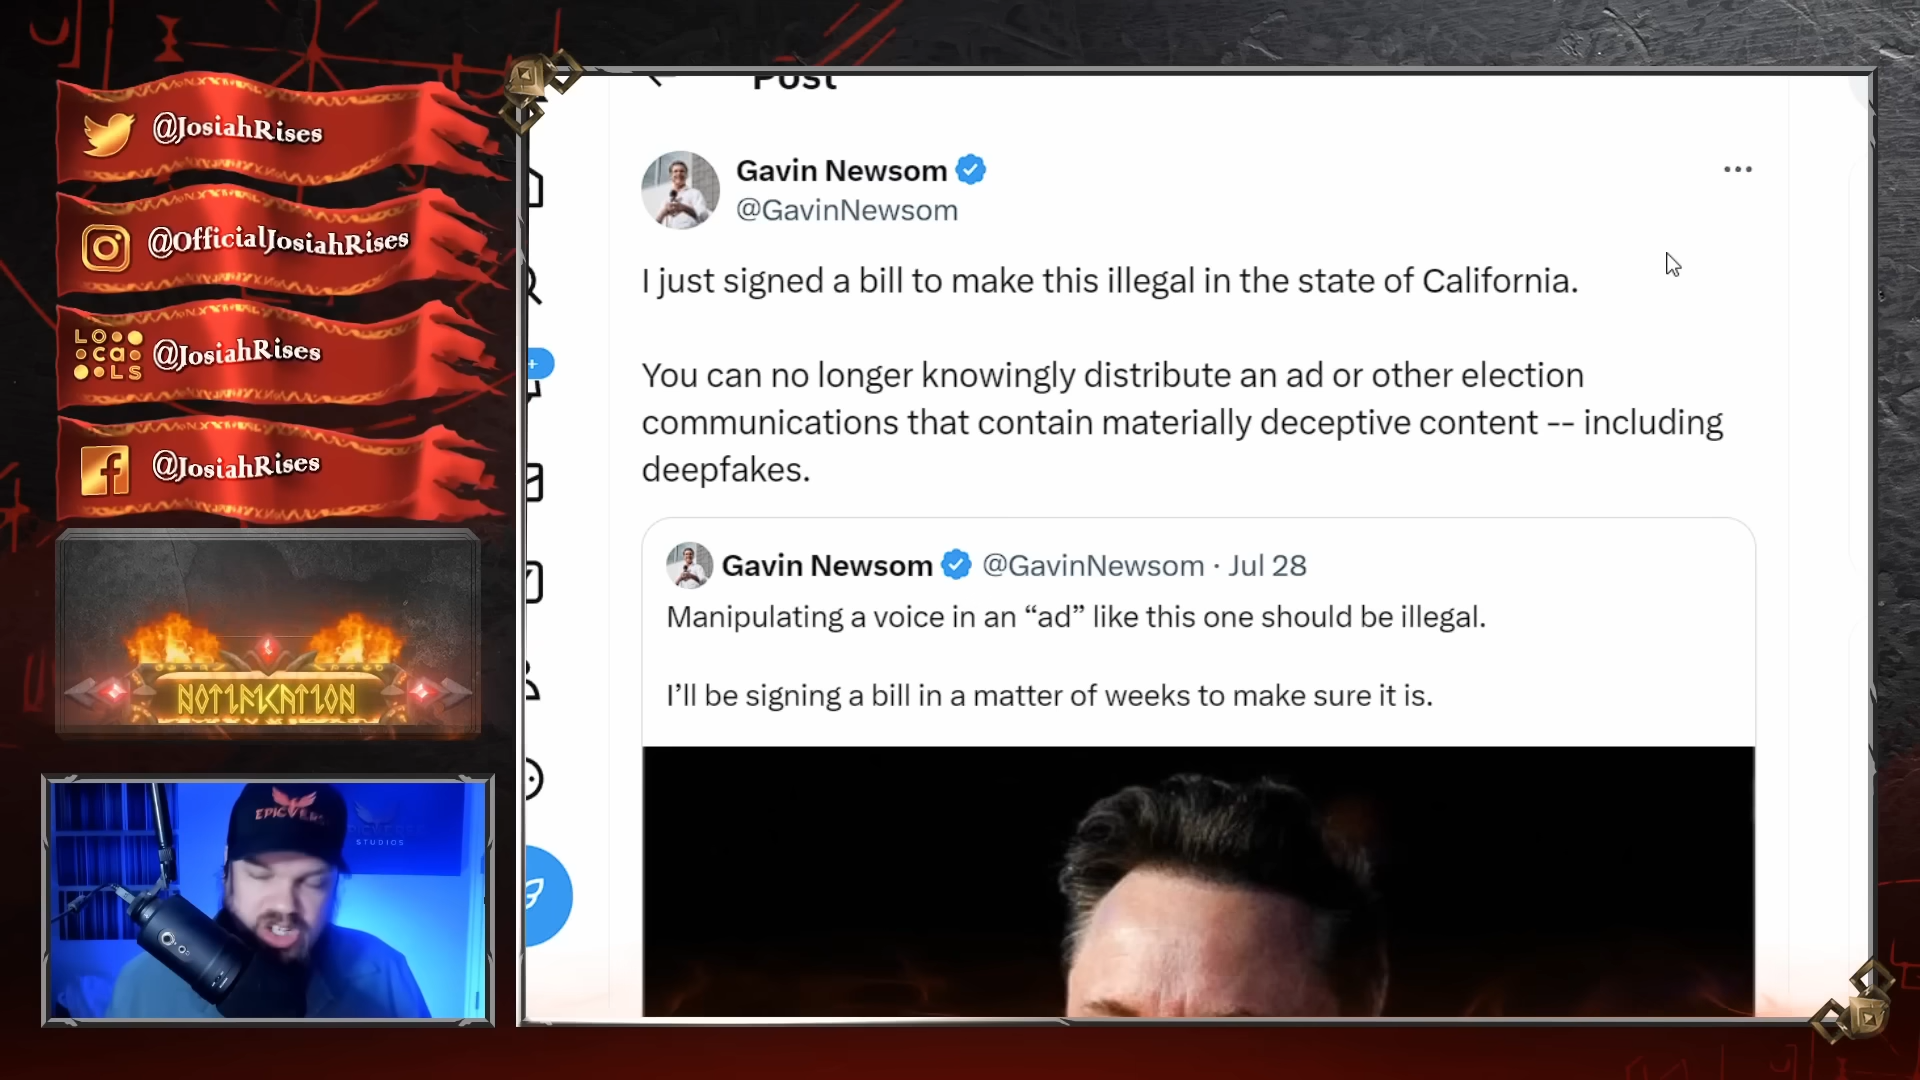 @JosiahRises
@OfficialJosiahRises
LOcaLS
@JosiahRises
@JosiahRises
NOTIFICATION
EPICVERS
STUDIOS
Post
Gavin Newsom
@GavinNewsom
I just signed a bill to make this illegal in the state of California.
You can no longer knowingly distribute an ad or other election
communications that contain materially deceptive content -- including
deepfakes.
Gavin Newsom @GavinNewsom · Jul 28
Manipulating a voice in an “ad” like this one should be illegal.
I’ll be signing a bill in a matter of weeks to make sure it is.